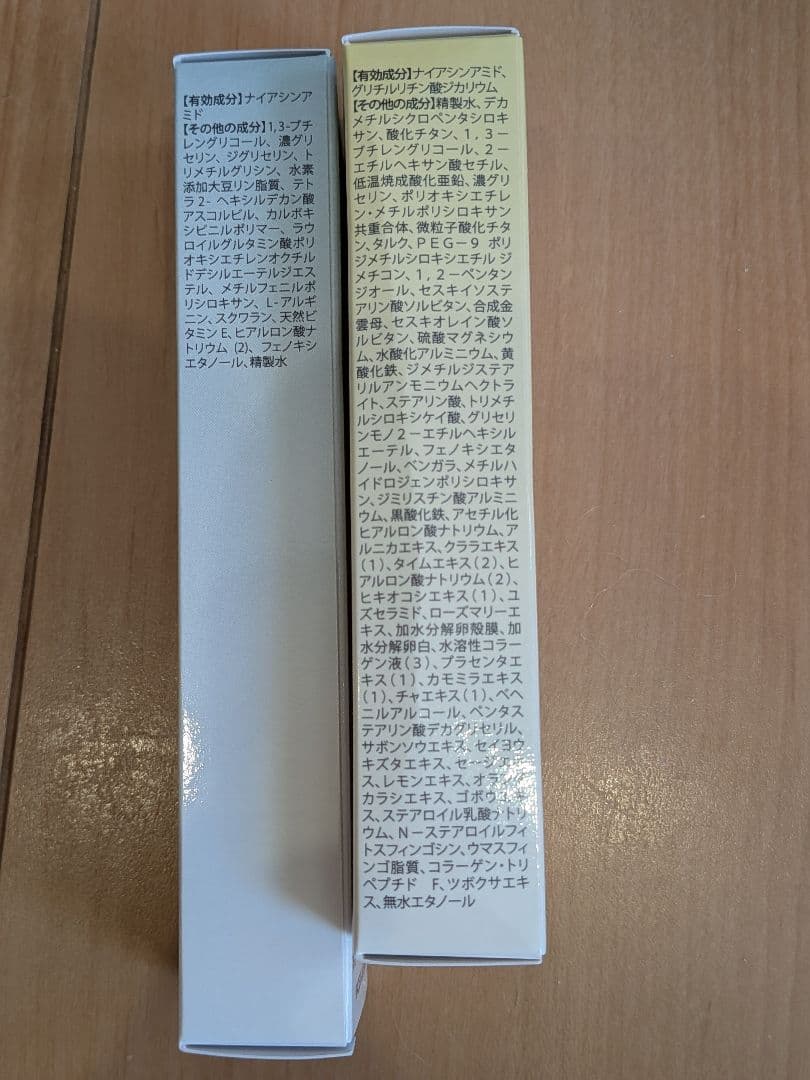 【有効成分】ナイアシンア
ミド
【その他の成分】1,3-ブチ
レングリコール、濃グリ
セリン、ジグリセリン、ト
リメチルグリシン、水素
添加大豆リン脂質、テト
ラ2-ヘキシルデカン酸
アスコルビル、カルボキ
シビニルポリマー、ラウ
ロイルグルタミン酸ポリ
オキシエチレンオクチル
ドデシルエーテルジエス
テル、メチルフェニルポ
リシロキサン、L-アルギ
ニン、スクワラン、天然ビ
タミンE、ヒアルロン酸ナ
トリウム(2)、フェノキシ
エタノール、精製水
【有効成分】ナイアシンアミド、
グリチルリチン酸ジカリウム
【その他の成分】精製水、デカ
メチルシクロペンタシロキ
サン、酸化チタン、1,3－
ブチレングリコール、2－
エチルヘキサン酸セチル、
低温焼成酸化亜鉛、濃グリ
セリン、ポリオキシエチレ
ン・メチルポリシロキサン
共重合体、微粒子酸化チタ
ン、タルク、PEG－9 ポリ
ジメチルシロキシエチル ジ
メチコン、1,2－ペンタン
ジオール、セスキイソステ
アリン酸ソルビタン、合成金
雲母、セスキオレイン酸ソ
ルビタン、硫酸マグネシウ
ム、水酸化アルミニウム、黄
酸化鉄、ジメチルジステア
リルアンモニウムヘクトラ
イト、ステアリン酸、トリメチ
ルシロキシケイ酸、グリセリ
ンモノ2－エチルヘキシル
エーテル、フェノキシエタ
ノール、ベンガラ、メチルハ
イドロジェンポリシロキサ
ン、ジミリスチン酸アルミニ
ウム、黒酸化鉄、アセチル化
ヒアルロン酸ナトリウム、ア
ルニカエキス、クララエキス
(1)、タイムエキス(2)、ヒ
アルロン酸ナトリウム(2)、
ヒキオコシエキス(1)、ユ
ズセラミド、ローズマリーエ
キス、加水分解卵殻膜、加
水分解卵白、水溶性コラー
ゲン液(3)、プラセンタエ
キス(1)、カモミラエキス
(1)、チャエキス(1)、ベヘ
ニルアルコール、ペンタス
テアリン酸デカグリセリル、
サボンソウエキス、セイヨウ
キズタエキス、セージエキ
ス、レモンエキス、オランダ
カラシエキス、ゴボウエキ
ス、ステアロイル乳酸ナトリ
ウム、N－ステアロイルフィ
トスフィンゴシン、ウマスフィ
ンゴ脂質、コラーゲン・トリ
ペプチド F、ツボクサエキ
ス、無水エタノール